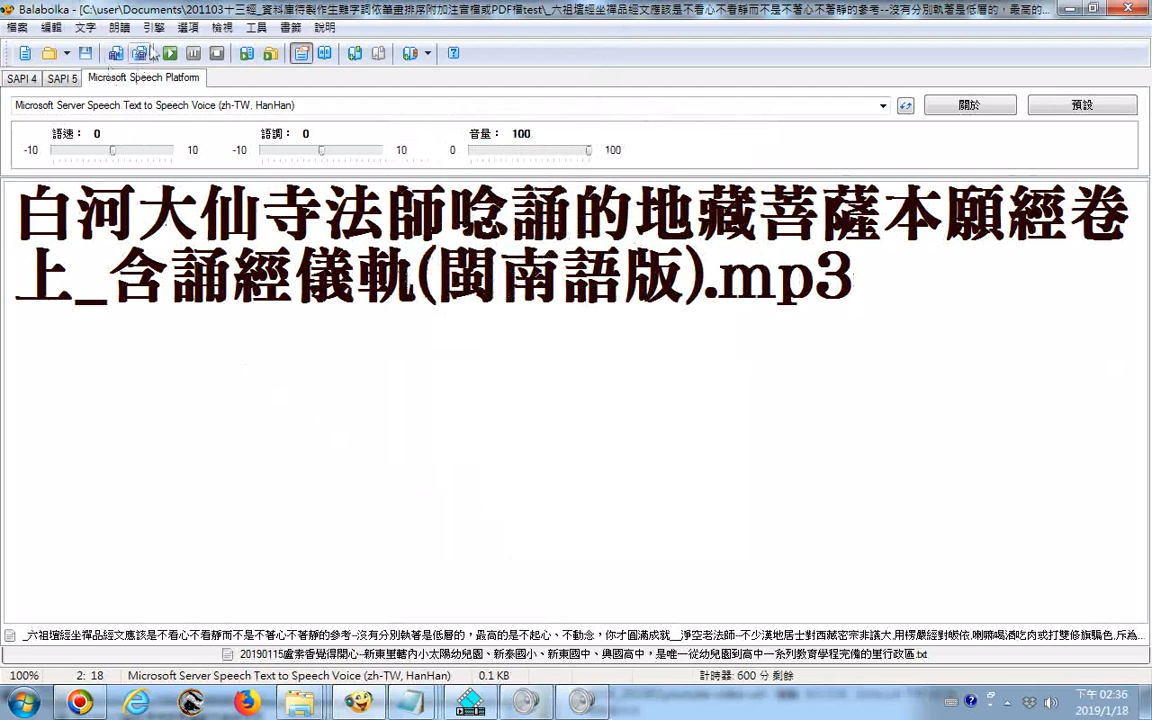 Balabolka - [C:\user\Documents\201103十三經_資料庫待製作生難字詞依筆畫排序附加注音檔或PDF檔test\_六祖壇經坐禪品經文應該是不看心不看靜而不是不著心不著靜的參考--沒有分別執著是低層的，最高的是不...
檔案 編輯 文字 朗讀 引擎 選項 檢視 工具 書籤 說明
SAPI 4 SAPI 5 Microsoft Speech Platform
Microsoft Server Speech Text to Speech Voice (zh-TW, HanHan) 關於 預設
語速： 0 語調： 0 音量： 100
-10 10 -10 10 0 100
白河大仙寺法師唸誦的地藏菩薩本願經卷
上_含誦經儀軌(閩南語版).mp3
_六祖壇經坐禪品經文應該是不看心不看靜而不是不著心不著靜的參考--沒有分別執著是低層的，最高的是不起心、不動念，你才圓滿成就__淨空老法師--不少漢地居士對西藏密宗非議大,用楞嚴經對皈依,喇嘛喝酒吃肉或打雙修旗騙色,斥為...
20190115盧素香覺得開心--新東里轄內小太陽幼兒園、新泰國小、新東國中、興國高中，是唯一從幼兒園到高中一系列教育學程完備的里行政區.txt
100% 2: 18 Microsoft Server Speech Text to Speech Voice (zh-TW, HanHan) 0.1 KB 計時器: 600 分 剩餘
下午 02:36
2019/1/18